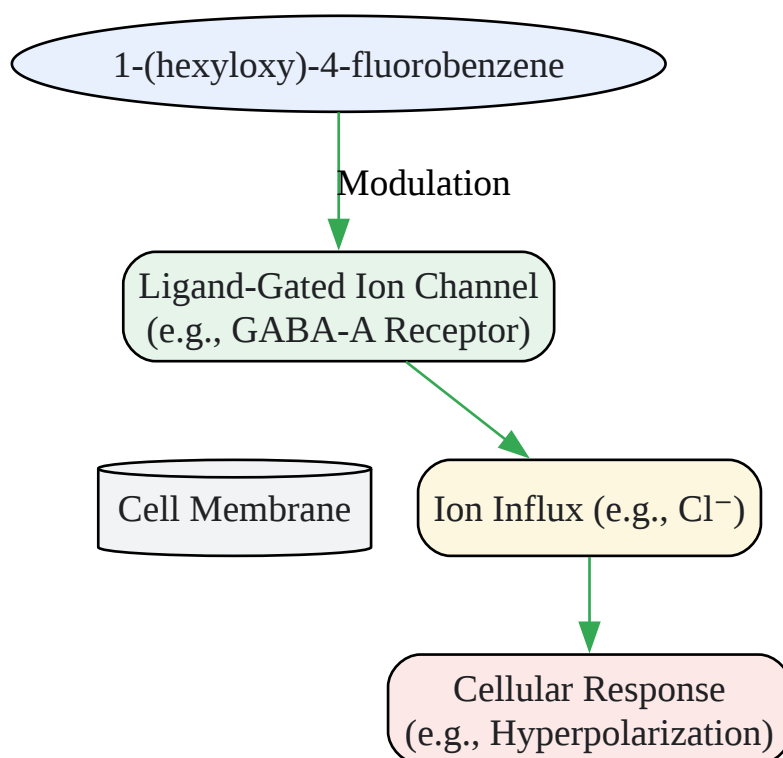 1-(hexyloxy)-4-fluorobenzene
Modulation
Ligand-Gated Ion Channel
(e.g., GABA-A Receptor)
Cell Membrane
Ion Influx (e.g., Cl⁻)
Cellular Response
(e.g., Hyperpolarization)